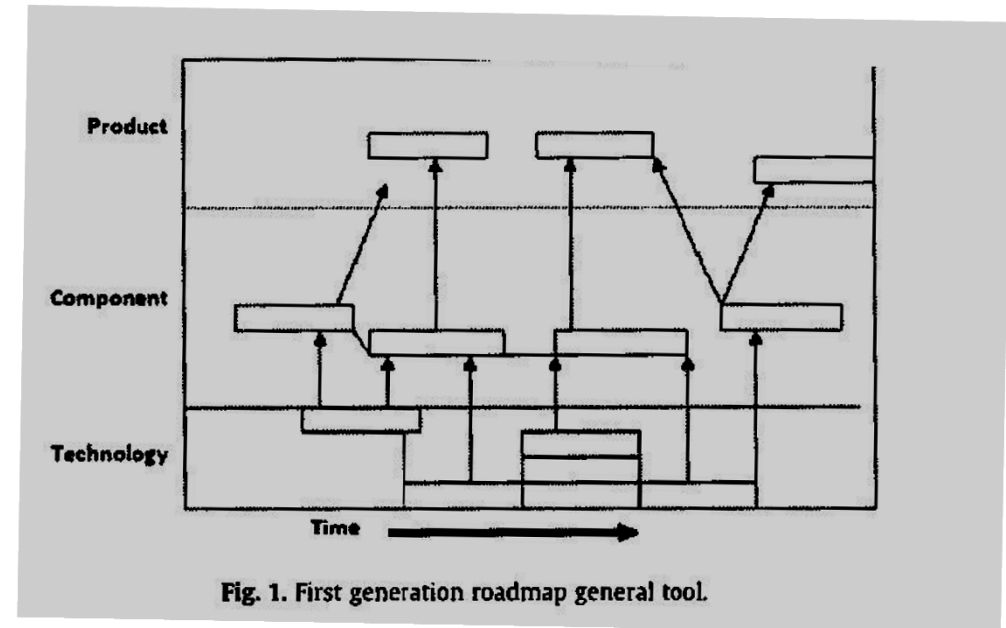 Product
Component
Technology
Time
Fig. 1. First generation roadmap general tool.